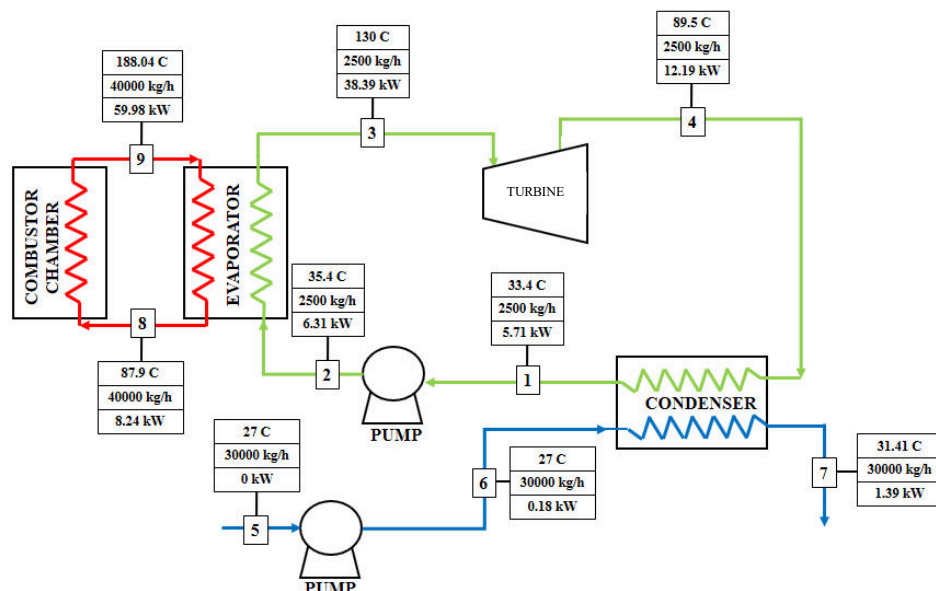 89.5 C
2500 kg/h
12.19 kW
188.04 C
40000 kg/h
59.98 kW
130 C
2500 kg/h
38.39 kW
3
4
9
TURBINE
COMBUSTOR
CHAMBER
EVAPORATOR
35.4 C
2500 kg/h
6.31 kW
33.4 C
2500 kg/h
5.71 kW
8
2
1
87.9 C
40000 kg/h
8.24 kW
CONDENSER
PUMP
27 C
30000 kg/h
0 kW
27 C
30000 kg/h
0.18 kW
31.41 C
30000 kg/h
1.39 kW
6
7
5
PUMP